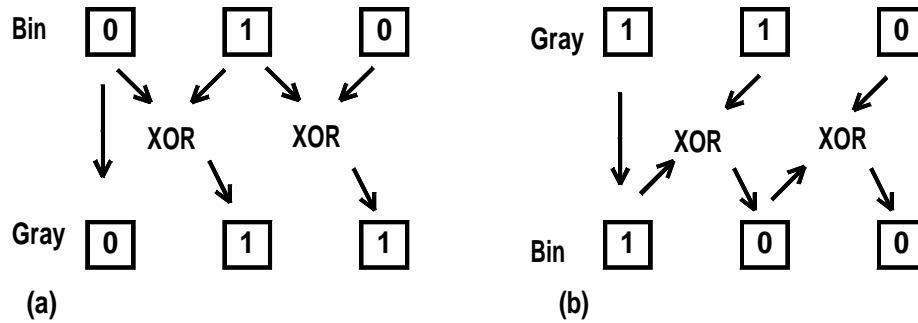 Bin 0 1 0
XOR XOR
Gray 0 1 1
(a)
Gray 1 1 0
XOR XOR
Bin 1 0 0
(b)